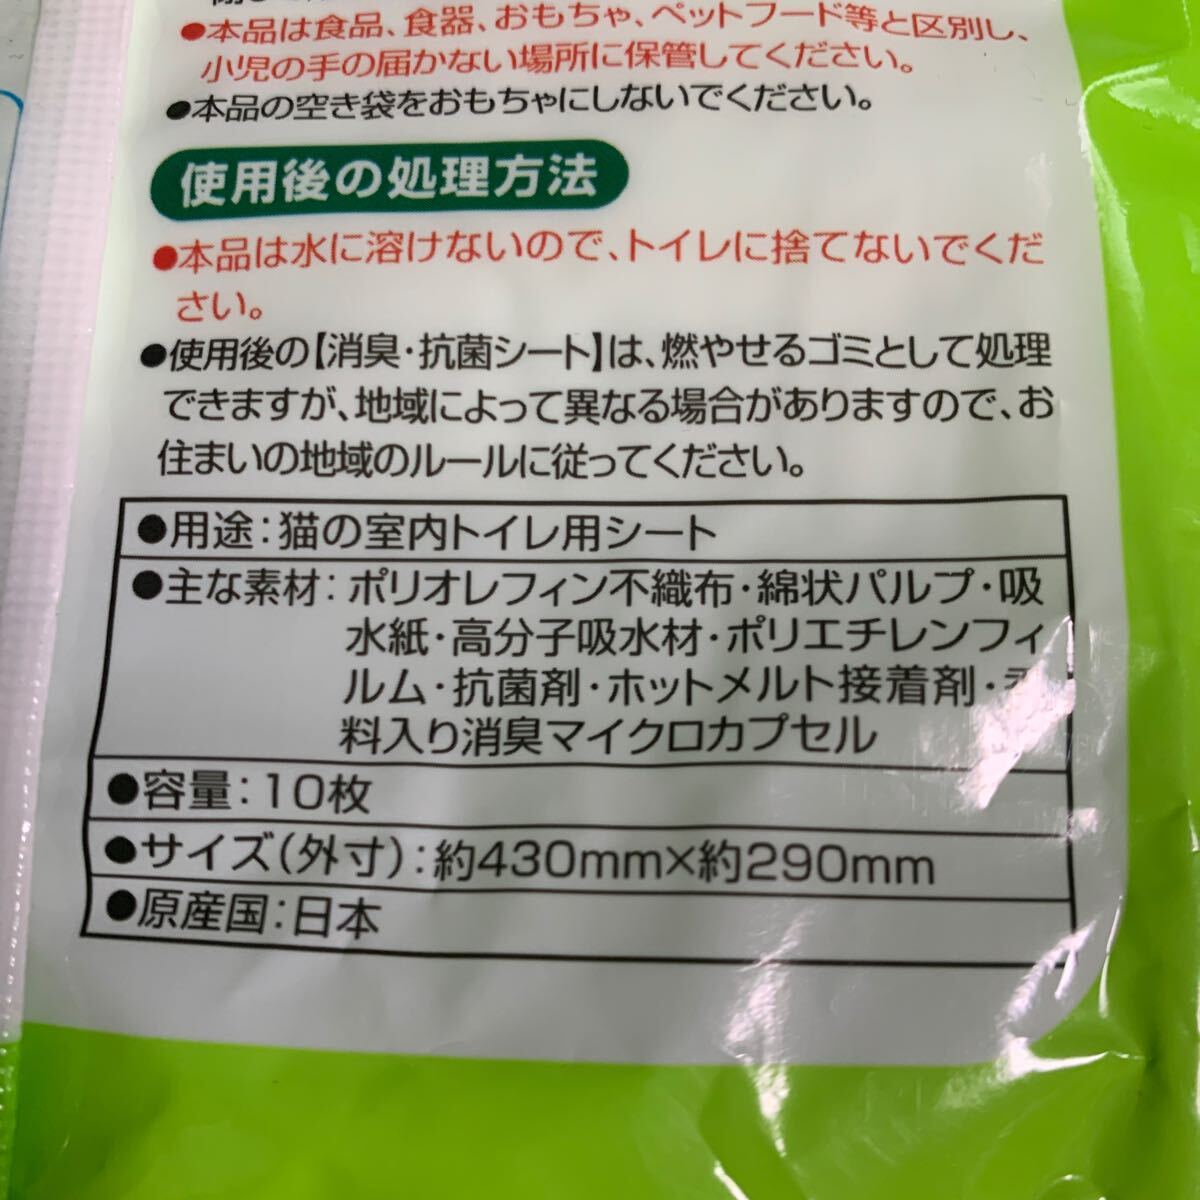 ●本品は食品、食器、おもちゃ、ペットフード等と区別し、
小児の手の届かない場所に保管してください。
●本品の空き袋をおもちゃにしないでください。
使用後の処理方法
●本品は水に溶けないので、トイレに捨てないでくだ
さい。
●使用後の【消臭・抗菌シート】は、燃やせるゴミとして処理
できますが、地域によって異なる場合がありますので、お
住まいの地域のルールに従ってください。
●用途：猫の室内トイレ用シート
●主な素材：ポリオレフィン不織布・綿状パルプ・吸
水紙・高分子吸水材・ポリエチレンフィ
ルム・抗菌剤・ホットメルト接着剤・香
料入り消臭マイクロカプセル
●容量：10枚
●サイズ（外寸）：約430mm×約290mm
●原産国：日本